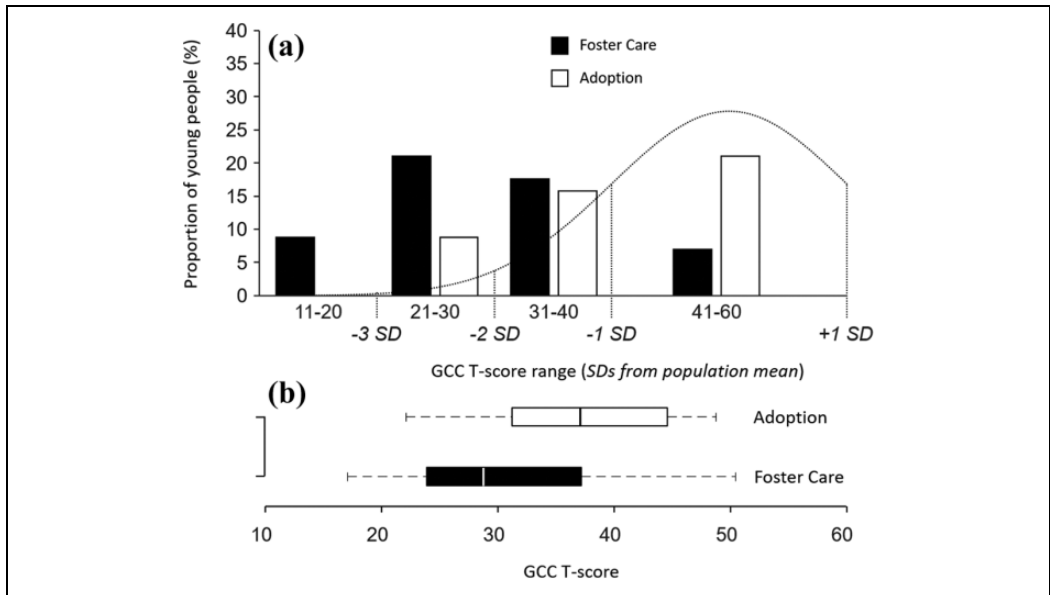 (a)
Foster Care
Adoption
Proportion of young people (%)
40
35
30
25
20
15
10
5
0
11-20 21-30 31-40 41-60
-3 SD -2 SD -1 SD +1 SD
GCC T-score range (SDs from population mean)
(b)
Adoption
Foster Care
10 20 30 40 50 60
GCC T-score